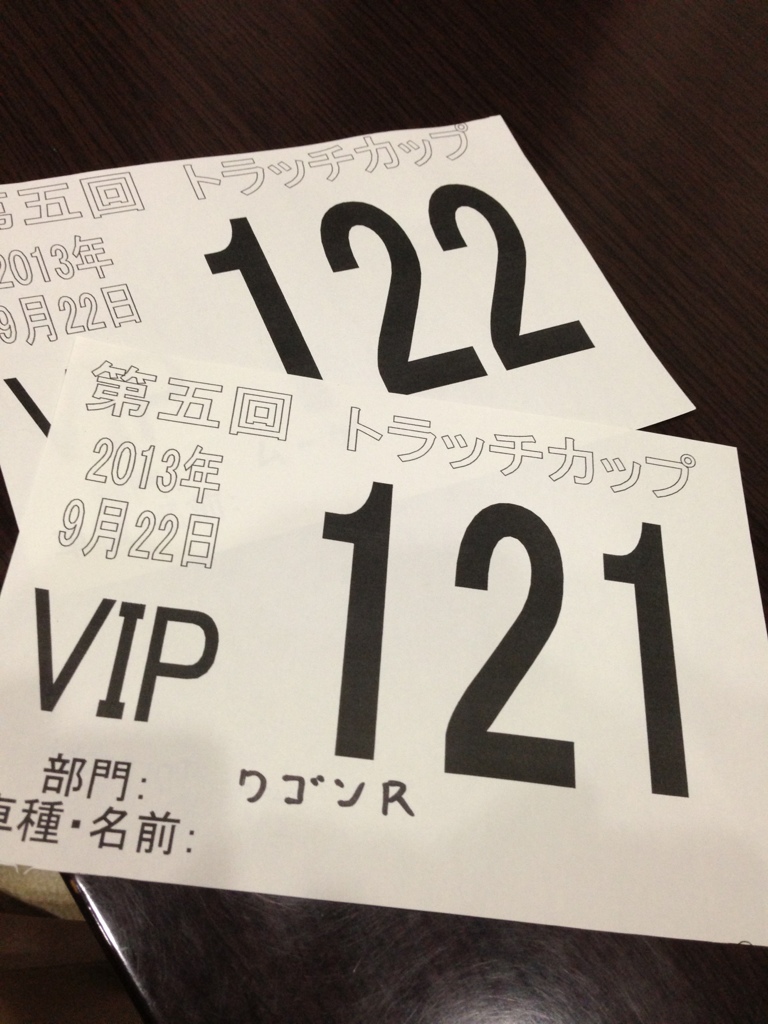 第五回 トラッチカップ
2013年
9月22日
122
第五回 トラッチカップ
2013年
9月22日
VIP
121
部門: ワゴンR
車種・名前: